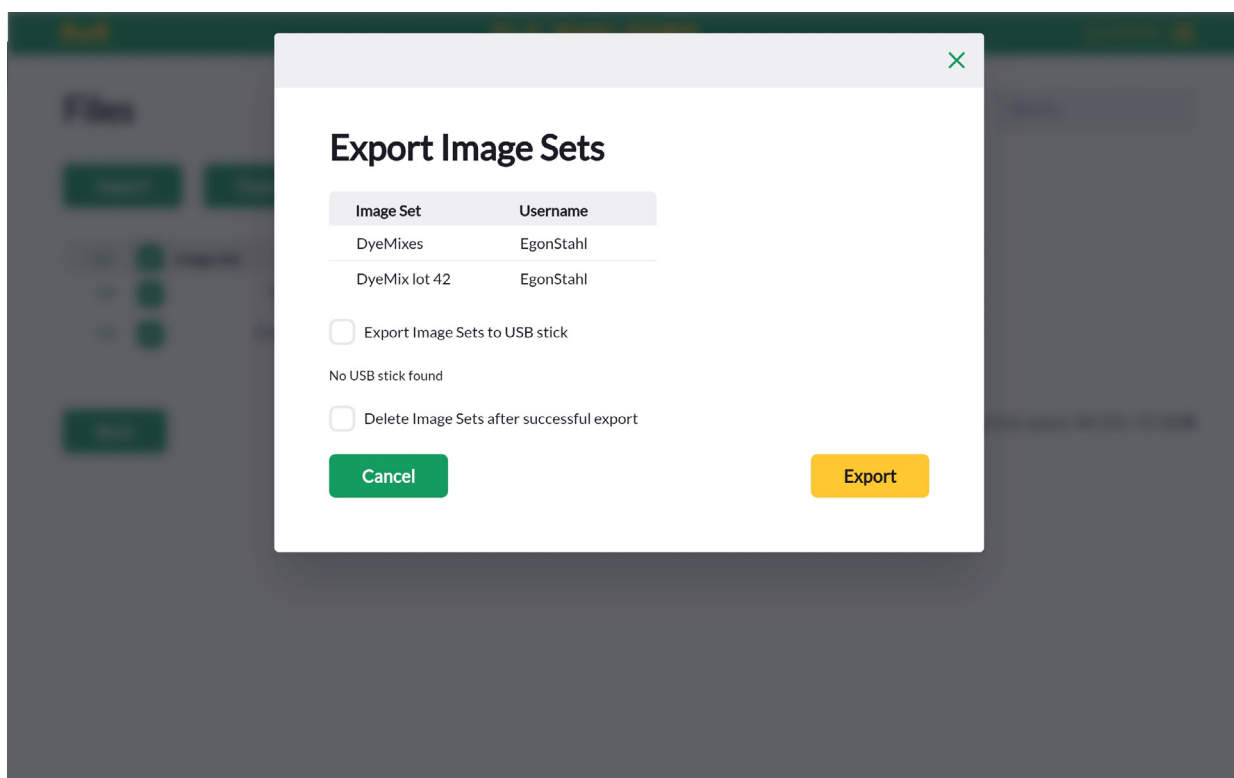 Files
Export Image Sets
Image Set Username
DyeMixes EgonStahl
DyeMix lot 42 EgonStahl
Export Image Sets to USB stick
No USB stick found
Delete Image Sets after successful export
Cancel Export